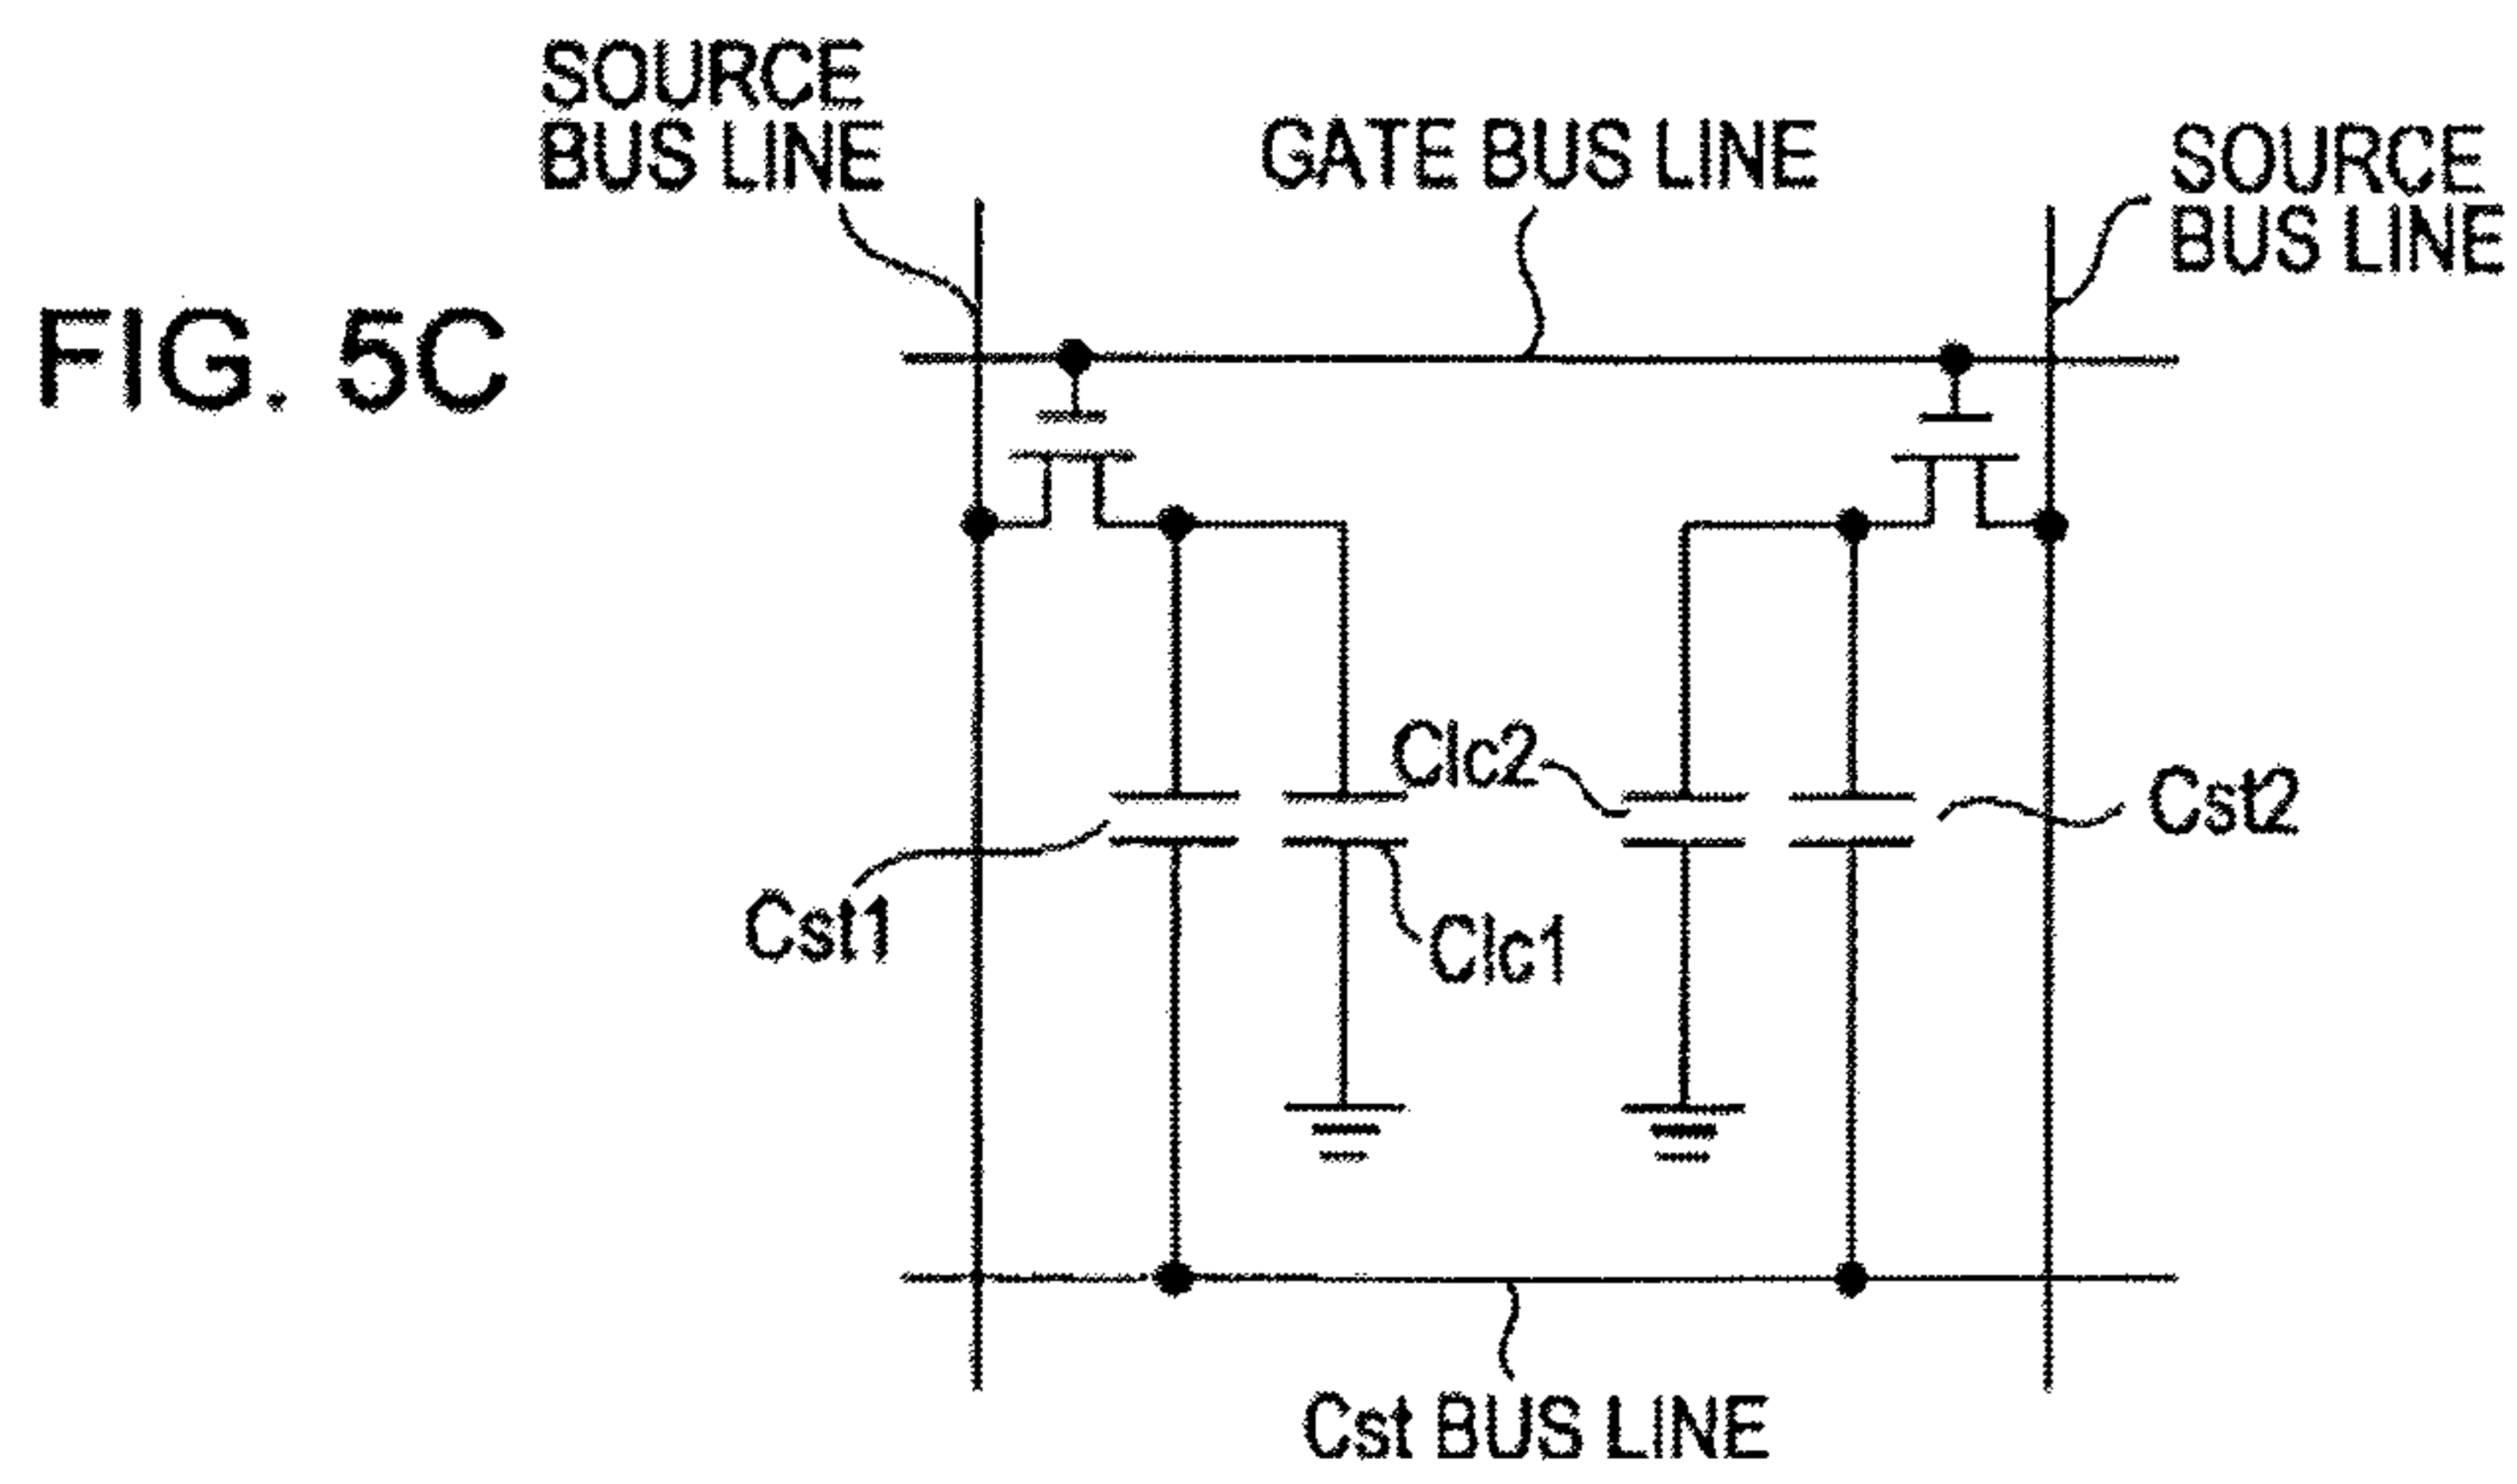 SOURCE
BUS LINE
GATE BUS LINE
SOURCE
BUS LINE
FIG. 5C
Clc2
Cst2
Cst1
Clc1
Cst BUS LINE